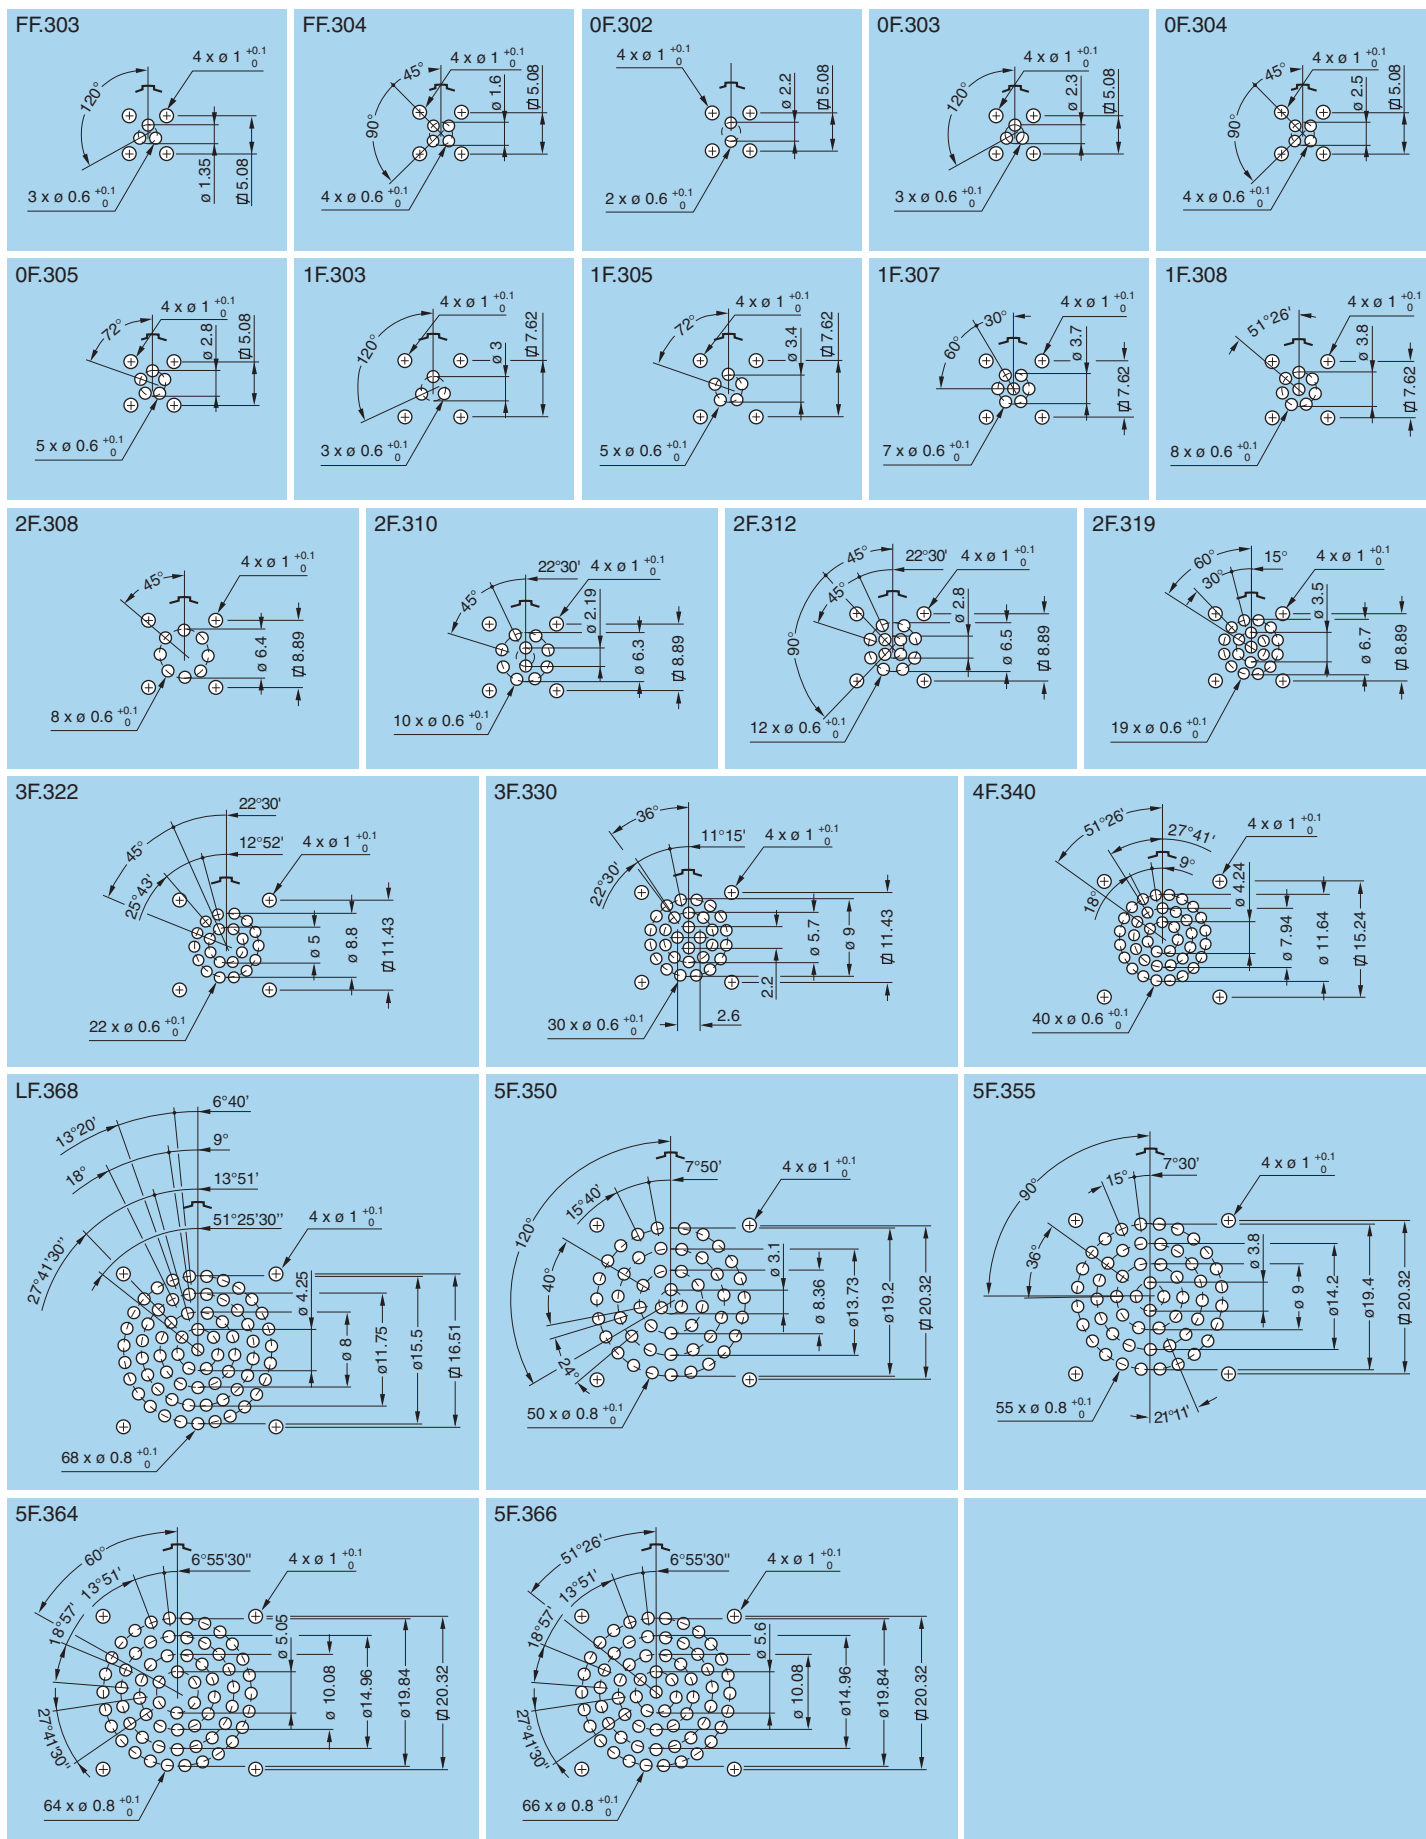 FF.303
120°
4 x ø 1 +0.1 0
3 x ø 0.6 +0.1 0
ø 1.35
5.08
FF.304
45°
90°
4 x ø 1 +0.1 0
ø 1.6
5.08
4 x ø 0.6 +0.1 0
0F.302
4 x ø 1 +0.1 0
ø 2.2
5.08
2 x ø 0.6 +0.1 0
0F.303
120°
4 x ø 1 +0.1 0
ø 2.3
5.08
3 x ø 0.6 +0.1 0
0F.304
45°
90°
4 x ø 1 +0.1 0
ø 2.5
5.08
4 x ø 0.6 +0.1 0
0F.305
72°
4 x ø 1 +0.1 0
ø 2.8
5.08
5 x ø 0.6 +0.1 0
1F.303
120°
4 x ø 1 +0.1 0
ø 3
7.62
3 x ø 0.6 +0.1 0
1F.305
72°
4 x ø 1 +0.1 0
ø 3.4
7.62
5 x ø 0.6 +0.1 0
1F.307
30°
60°
4 x ø 1 +0.1 0
ø 3.7
7.62
7 x ø 0.6 +0.1 0
1F.308
51°26'
4 x ø 1 +0.1 0
ø 3.8
7.62
8 x ø 0.6 +0.1 0
2F.308
45°
4 x ø 1 +0.1 0
ø 6.4
8.89
8 x ø 0.6 +0.1 0
2F.310
22°30'
45°
4 x ø 1 +0.1 0
ø 2.19
ø 6.3
8.89
10 x ø 0.6 +0.1 0
2F.312
45°
22°30'
45°
90°
4 x ø 1 +0.1 0
ø 2.8
ø 6.5
8.89
12 x ø 0.6 +0.1 0
2F.319
60°
15°
30°
4 x ø 1 +0.1 0
ø 3.5
ø 6.7
8.89
19 x ø 0.6 +0.1 0
3F.322
22°30'
45°
12°52'
25°43'
4 x ø 1 +0.1 0
ø 5
ø 8.8
11.43
22 x ø 0.6 +0.1 0
3F.330
36°
11°15'
22°30'
4 x ø 1 +0.1 0
ø 5.7
ø 9
11.43
2.2
2.6
30 x ø 0.6 +0.1 0
4F.340
51°26'
27°41'
9°
18°
4 x ø 1 +0.1 0
ø 4.24
ø 7.94
ø 11.64
15.24
40 x ø 0.6 +0.1 0
LF.368
6°40'
13°20'
9°
18°
13°51'
51°25'30"
27°41'30"
4 x ø 1 +0.1 0
ø 4.25
ø 8
ø11.75
ø15.5
16.51
68 x ø 0.8 +0.1 0
5F.350
7°50'
15°40'
120°
40°
24°
4 x ø 1 +0.1 0
ø 3.1
ø 8.36
ø13.73
ø19.2
20.32
50 x ø 0.8 +0.1 0
5F.355
90°
15°
7°30'
36°
4 x ø 1 +0.1 0
ø 3.8
ø 9
ø14.2
ø19.4
20.32
21°11'
55 x ø 0.8 +0.1 0
5F.364
60°
6°55'30"
13°51'
18°57'
27°41'30"
4 x ø 1 +0.1 0
ø 5.05
ø 10.08
ø14.96
ø19.84
20.32
64 x ø 0.8 +0.1 0
5F.366
51°26'
6°55'30"
13°51'
18°57'
27°41'30"
4 x ø 1 +0.1 0
ø 5.6
ø 10.08
ø14.96
ø19.84
20.32
66 x ø 0.8 +0.1 0